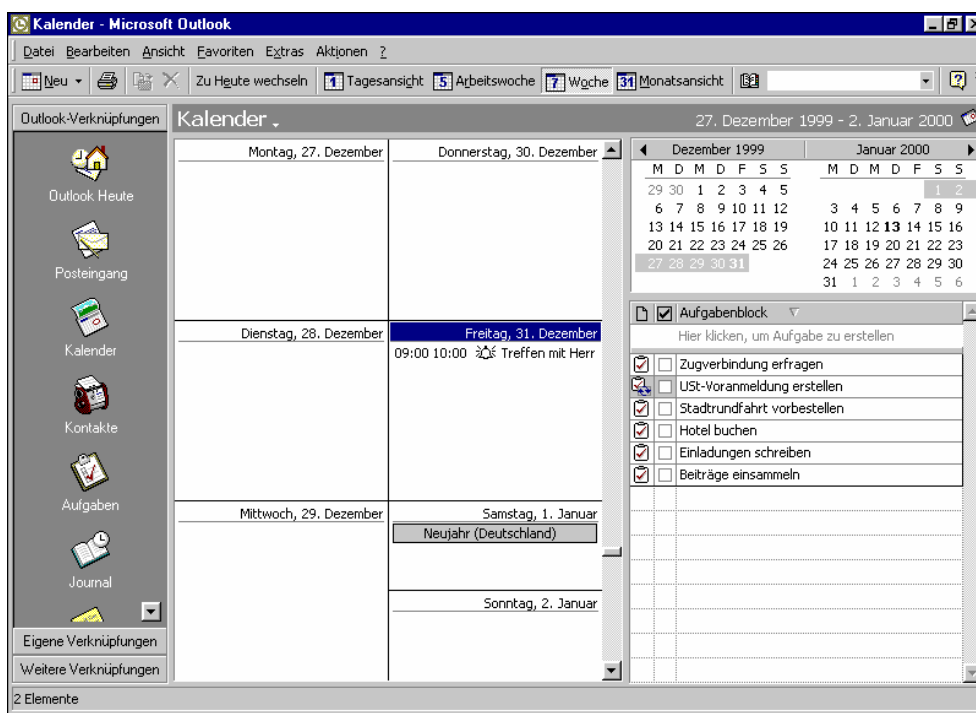 Kalender - Microsoft Outlook
Datei Bearbeiten Ansicht Favoriten Extras Aktionen ?
Neu Zu Heute wechseln 1 Tagesansicht 5 Arbeitswoche 7 Woche 31 Monatsansicht
Outlook-Verknüpfungen
Outlook Heute
Posteingang
Kalender
Kontakte
Aufgaben
Journal
Eigene Verknüpfungen
Weitere Verknüpfungen
Kalender 27. Dezember 1999 - 2. Januar 2000
Montag, 27. Dezember
Dienstag, 28. Dezember
Mittwoch, 29. Dezember
Donnerstag, 30. Dezember
Freitag, 31. Dezember
09:00 10:00 Treffen mit Herr
Samstag, 1. Januar
Neujahr (Deutschland)
Sonntag, 2. Januar
Dezember 1999
M D M D F S S
29 30 1 2 3 4 5
6 7 8 9 10 11 12
13 14 15 16 17 18 19
20 21 22 23 24 25 26
27 28 29 30 31
Januar 2000
M D M D F S S
1 2
3 4 5 6 7 8 9
10 11 12 13 14 15 16
17 18 19 20 21 22 23
24 25 26 27 28 29 30
31 1 2 3 4 5 6
Aufgabenblock
Hier klicken, um Aufgabe zu erstellen
Zugverbindung erfragen
USt-Voranmeldung erstellen
Stadtrundfahrt vorbestellen
Hotel buchen
Einladungen schreiben
Beiträge einsammeln
2 Elemente